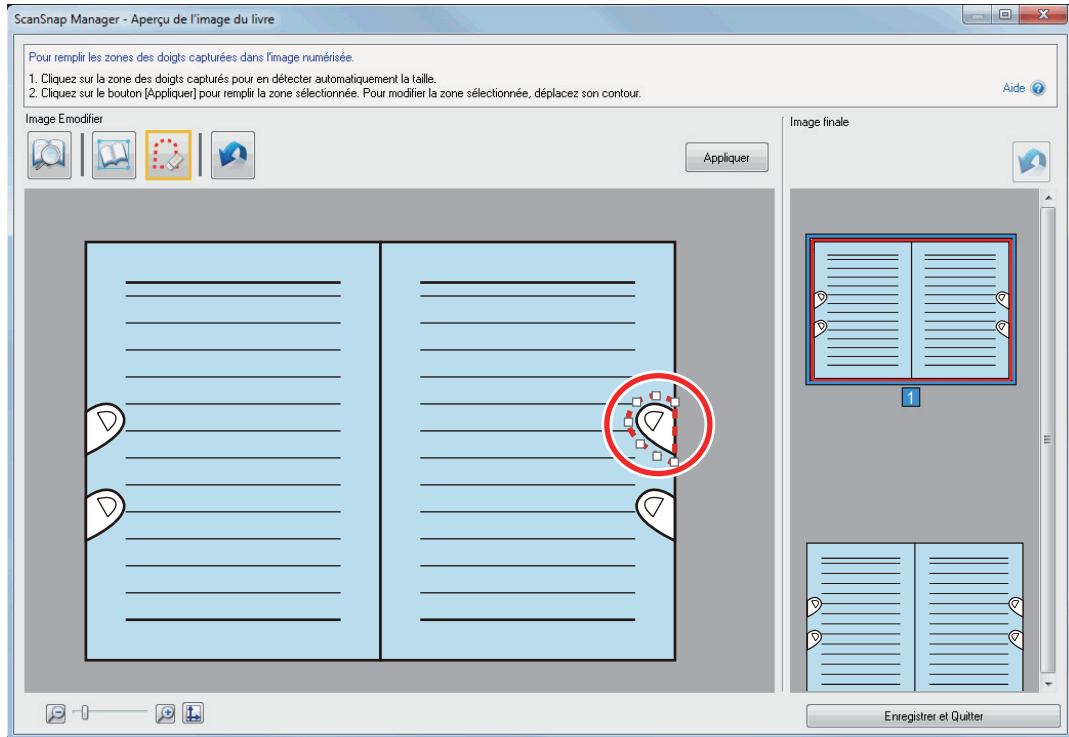 ScanSnap Manager - Aperçu de l'image du livre
Pour remplir les zones des doigts capturées dans l'image numérisée.
1. Cliquez sur la zone des doigts capturés pour en détecter automatiquement la taille.
2. Cliquez sur le bouton [Appliquer] pour remplir la zone sélectionnée. Pour modifier la zone sélectionnée, déplacez son contour.
Aide
Image Emodifier
Appliquer
Image finale
1
Enregistrer et Quitter